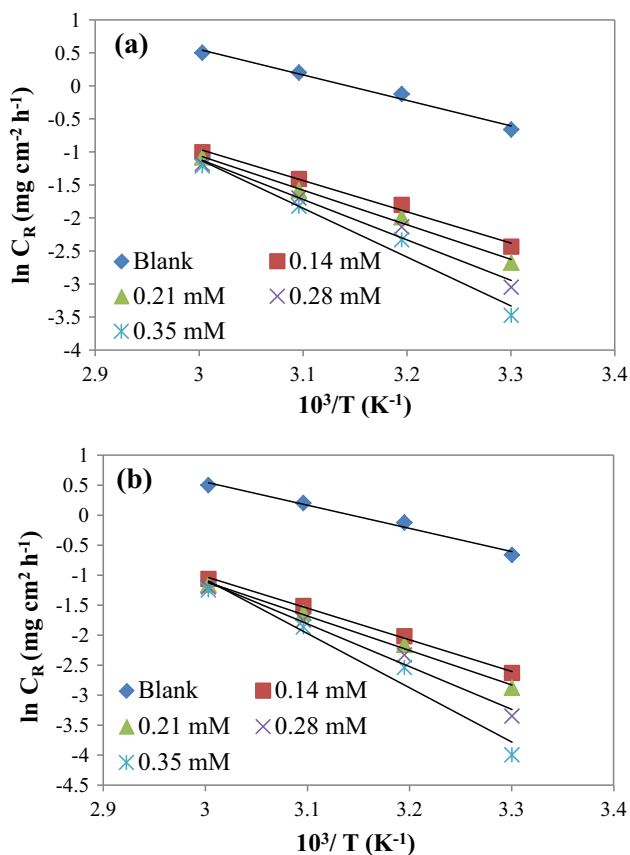 (a)
1
0.5
0
-0.5
-1
-1.5
-2
-2.5
-3
-3.5
-4
ln C_R (mg cm⁻² h⁻¹)
Blank 0.14 mM
0.21 mM 0.28 mM
0.35 mM
2.9 3 3.1 3.2 3.3 3.4
10³/T (K⁻¹)
(b)
1
0.5
0
-0.5
-1
-1.5
-2
-2.5
-3
-3.5
-4
-4.5
ln C_R (mg cm⁻² h⁻¹)
Blank 0.14 mM
0.21 mM 0.28 mM
0.35 mM
2.9 3 3.1 3.2 3.3 3.4
10³/ T (K⁻¹)